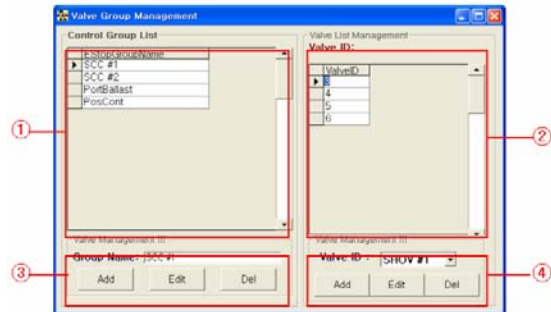 Valve Group Management
Control Group List
EStopGroupName
SCC #1
SCC #2
PortBallast
PosCont
Valve Management III
Group Name: SCC #1
Add Edit Del
Valve List Management
Valve ID:
ValveID
3
4
5
6
Valve Management III
Valve ID : SHOV #1
Add Edit Del
①
②
③
④